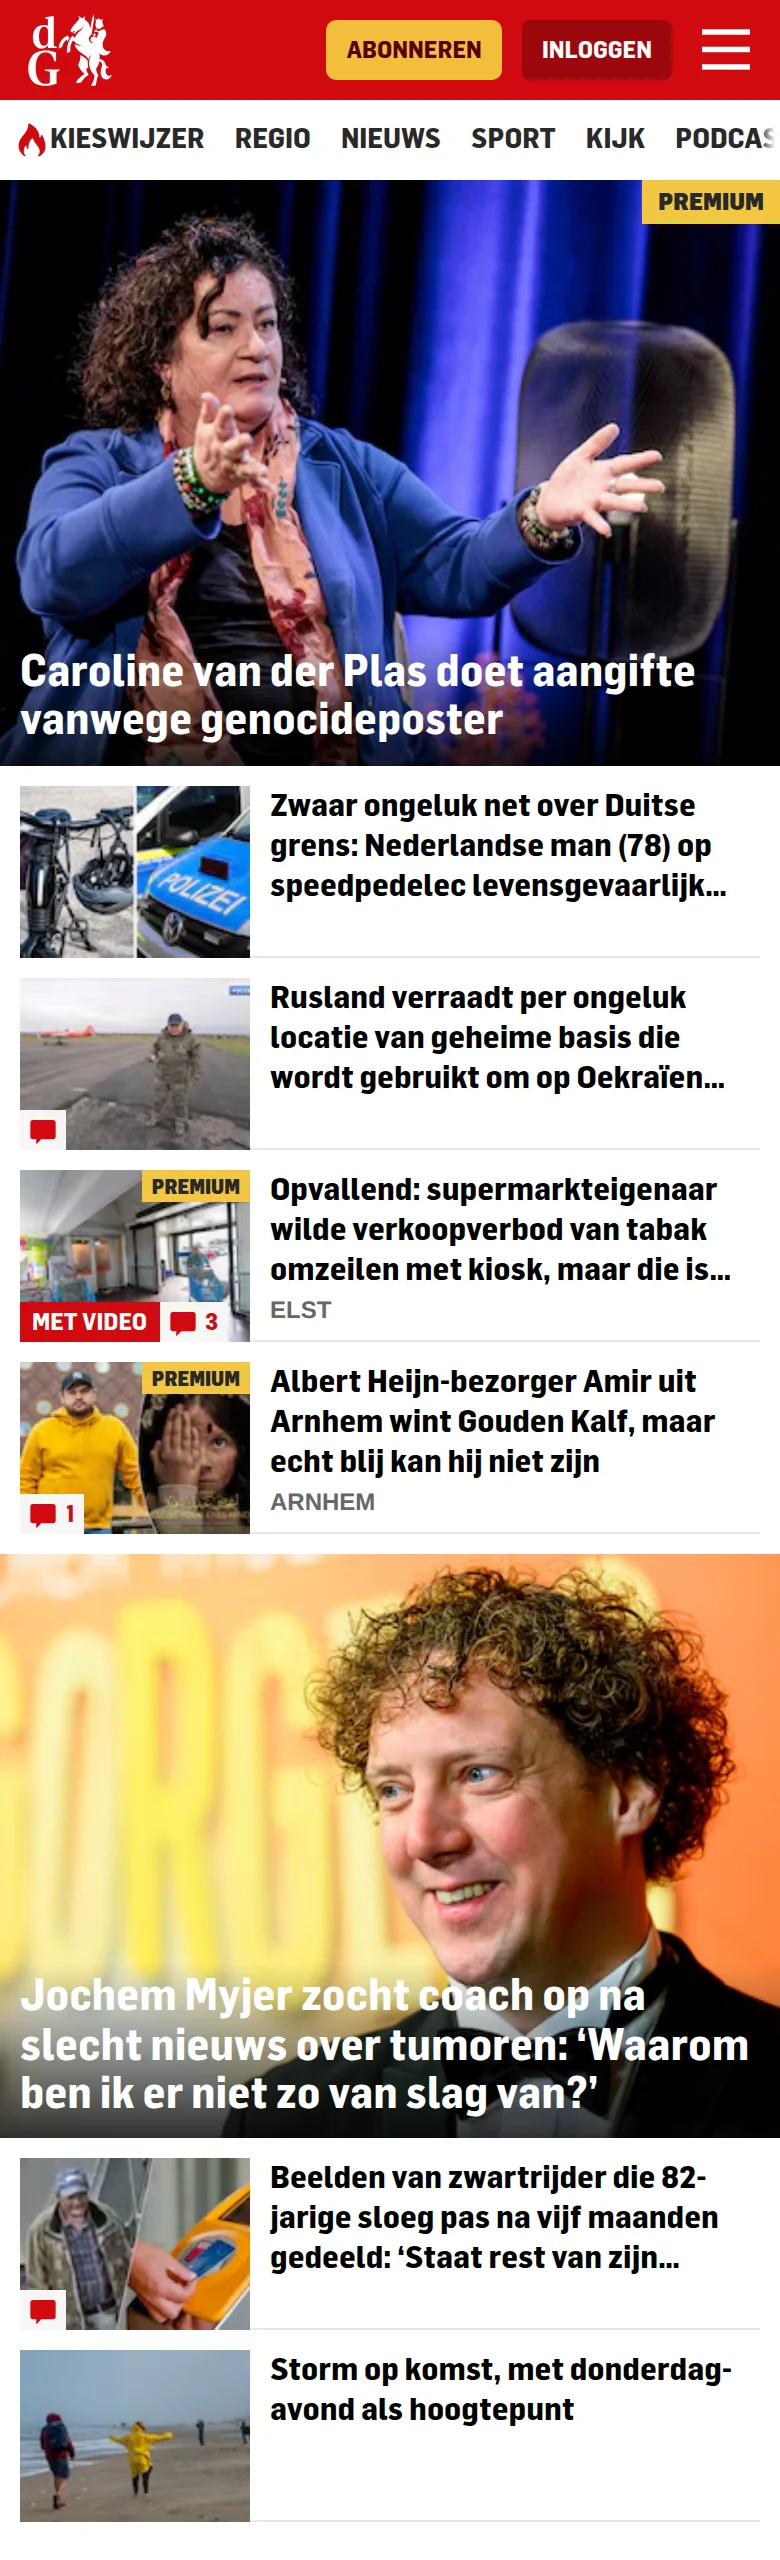 dG
ABONNEREN
INLOGGEN
KIESWIJZER REGIO NIEUWS SPORT KIJK PODCAS
PREMIUM
Caroline van der Plas doet aangifte
vanwege genocideposter
POLIZEI
Zwaar ongeluk net over Duitse
grens: Nederlandse man (78) op
speedpedelec levensgevaarlijk...
Rusland verraadt per ongeluk
locatie van geheime basis die
wordt gebruikt om op Oekraïen...
PREMIUM
MET VIDEO
3
Opvallend: supermarkteigenaar
wilde verkoopverbod van tabak
omzeilen met kiosk, maar die is...
ELST
PREMIUM
1
Albert Heijn-bezorger Amir uit
Arnhem wint Gouden Kalf, maar
echt blij kan hij niet zijn
ARNHEM
Jochem Myjer zocht coach op na
slecht nieuws over tumoren: ‘Waarom
ben ik er niet zo van slag van?’
Beelden van zwartrijder die 82-
jarige sloeg pas na vijf maanden
gedeeld: ‘Staat rest van zijn...
Storm op komst, met donderdag-
avond als hoogtepunt